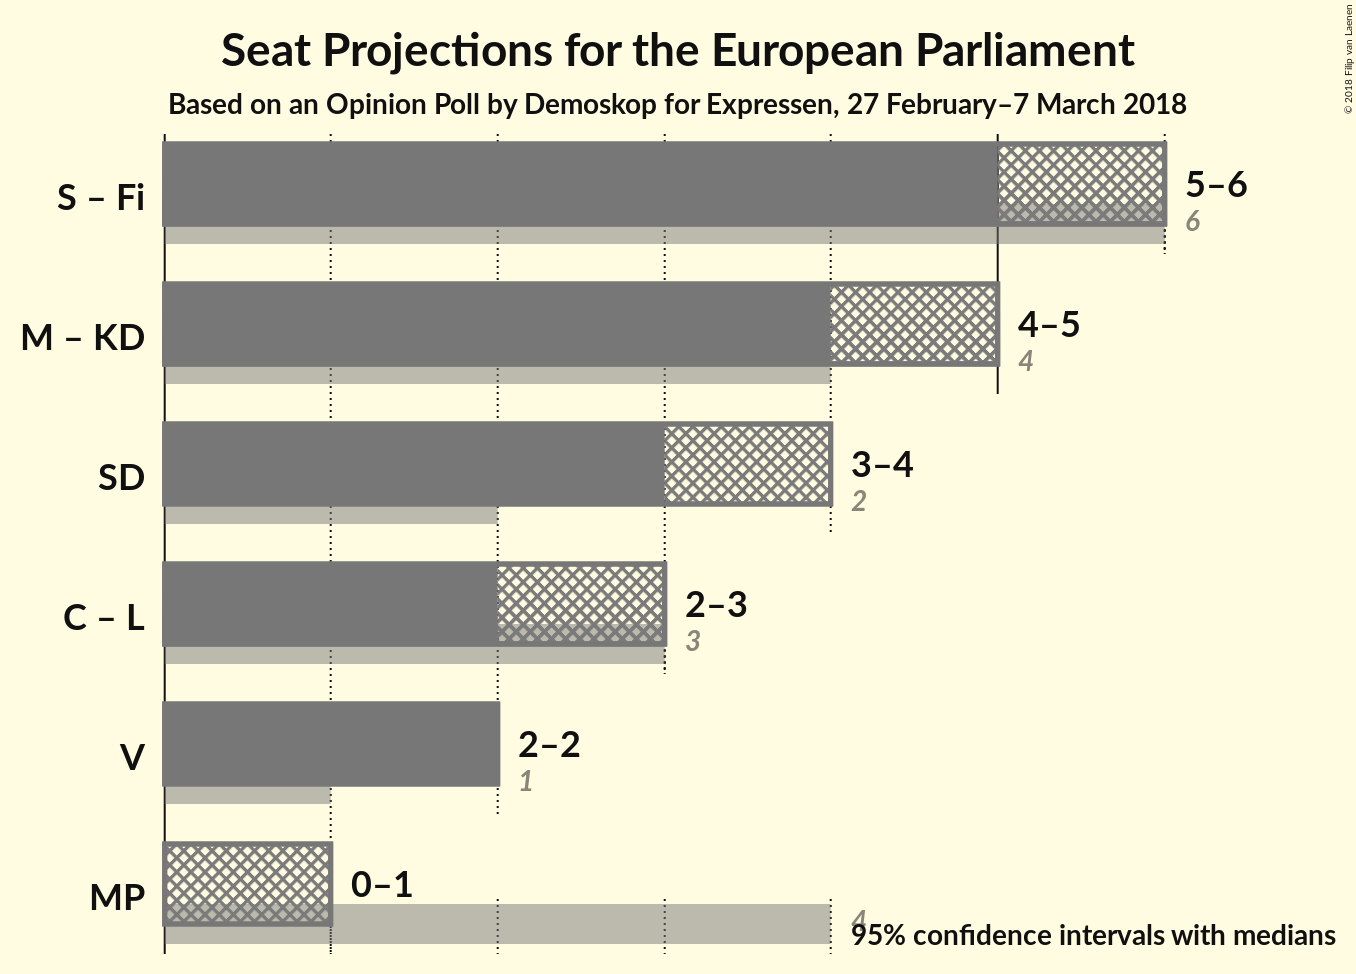 Seat Projections for the European Parliament
Based on an Opinion Poll by Demoskop for Expressen, 27 February–7 March 2018
© 2018 Filip van Laenen
S – Fi
5–6
6
M – KD
4–5
4
SD
3–4
2
C – L
2–3
3
V
2–2
1
MP
0–1
4
95% confidence intervals with medians